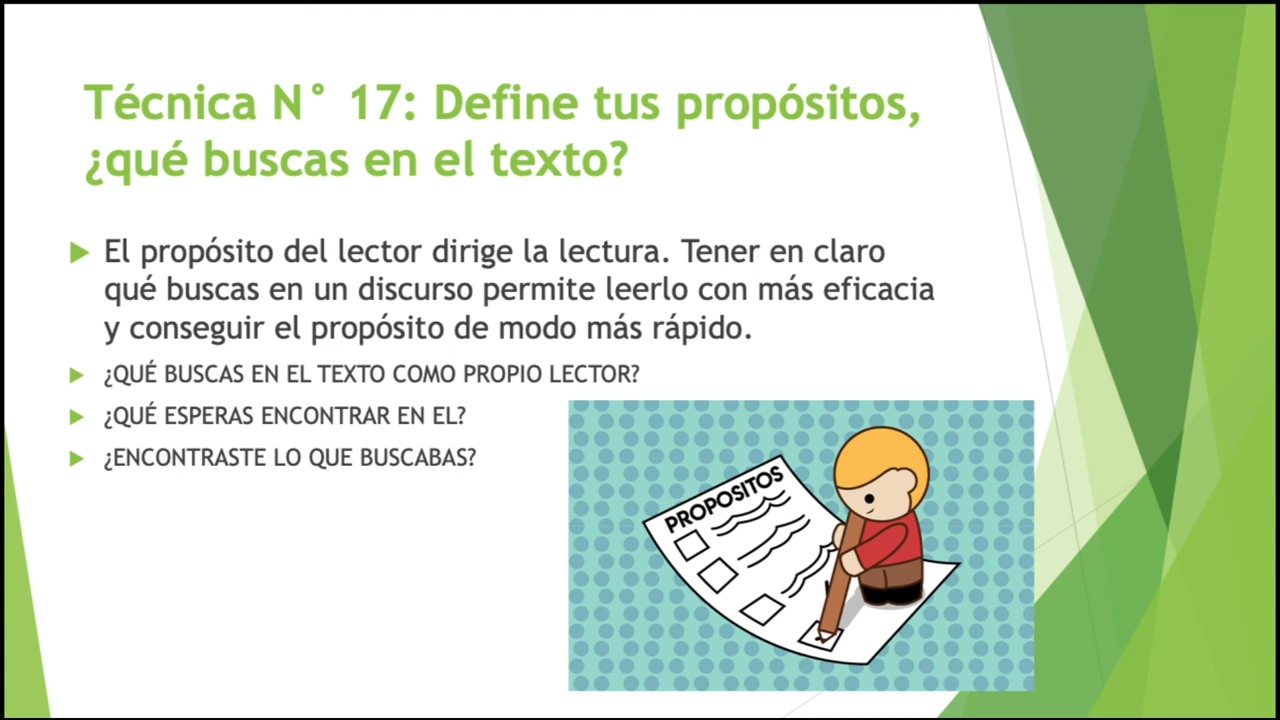 Técnica N° 17: Define tus propósitos,
¿qué buscas en el texto?
El propósito del lector dirige la lectura. Tener en claro
qué buscas en un discurso permite leerlo con más eficacia
y conseguir el propósito de modo más rápido.
¿QUÉ BUSCAS EN EL TEXTO COMO PROPIO LECTOR?
¿QUÉ ESPERAS ENCONTRAR EN EL?
¿ENCONTRASTE LO QUE BUSCABAS?
PROPOSITOS